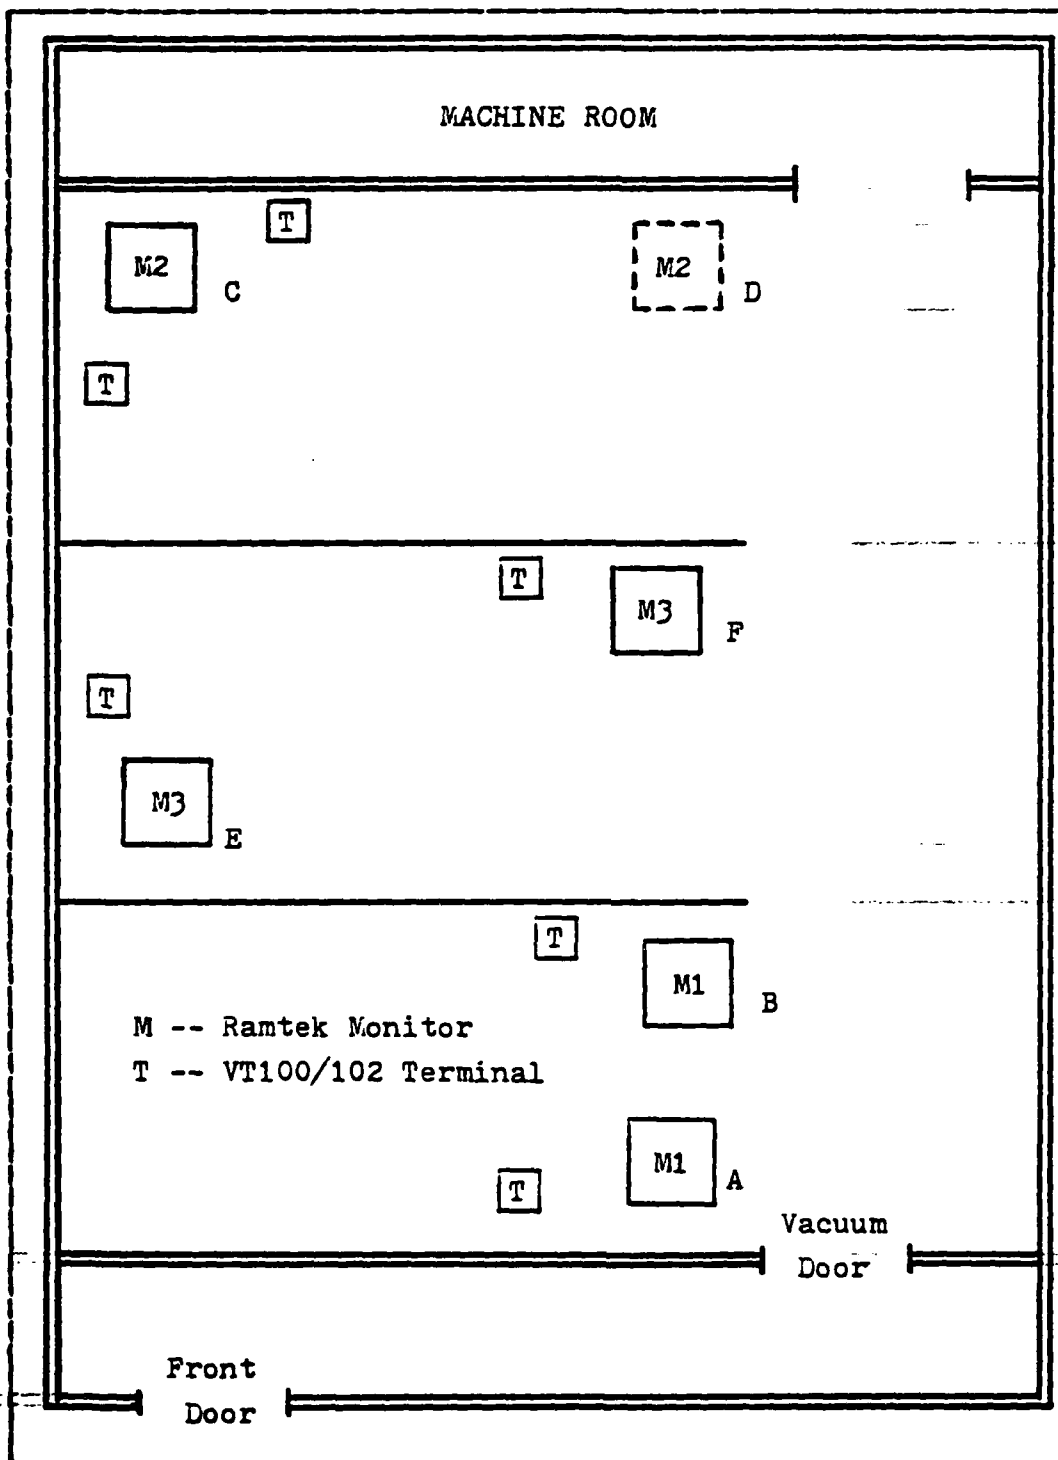 MACHINE ROOM
T
M2
C
M2
D
T
T
M3
F
T
M3
E
T
M1
B
M -- Ramtek Monitor
T -- VT100/102 Terminal
M1
A
T
Vacuum
Door
Front
Door